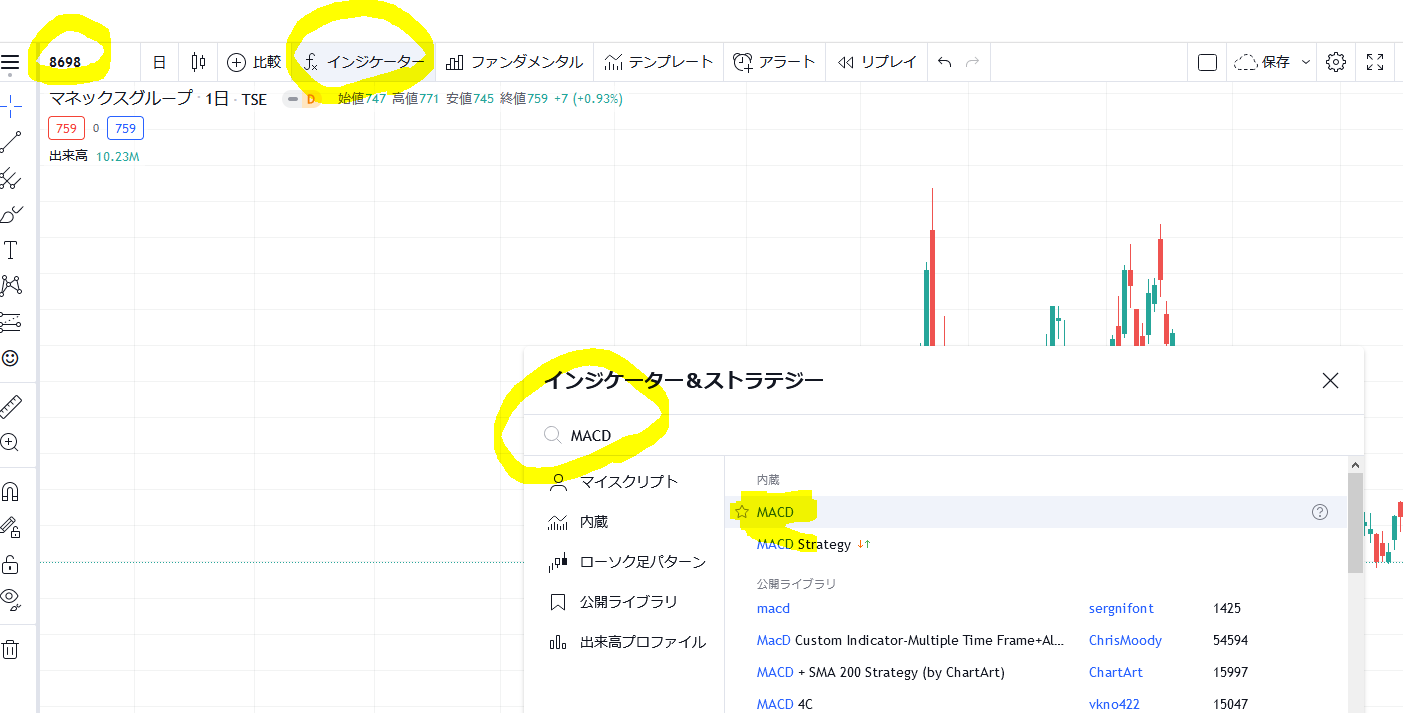 8698 日 比較 インジケーター ファンダメンタル テンプレート アラート リプレイ 保存
マネックスグループ · 1日 · TSE D 始値747 高値771 安値745 終値759 +7 (+0.93%)
759 0 759
出来高 10.23M
インジケーター&ストラテジー
MACD
マイスクリプト
内蔵
ローソク足パターン
公開ライブラリ
出来高プロファイル
内蔵
MACD
MACD Strategy
公開ライブラリ
macd sergnifont 1425
MacD Custom Indicator-Multiple Time Frame+Al... ChrisMoody 54594
MACD + SMA 200 Strategy (by ChartArt) ChartArt 15997
MACD 4C vkno422 15047